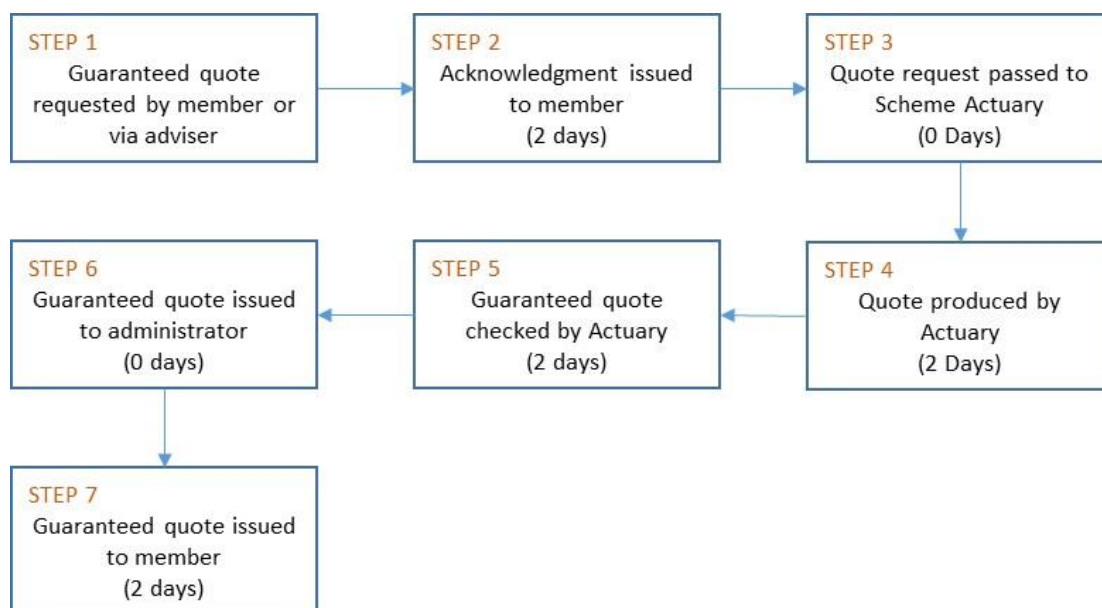 STEP 1
Guaranteed quote
requested by member or
via adviser
STEP 2
Acknowledgment issued
to member
(2 days)
STEP 3
Quote request passed to
Scheme Actuary
(0 Days)
STEP 4
Quote produced by
Actuary
(2 Days)
STEP 5
Guaranteed quote
checked by Actuary
(2 days)
STEP 6
Guaranteed quote issued
to administrator
(0 days)
STEP 7
Guaranteed quote issued
to member
(2 days)